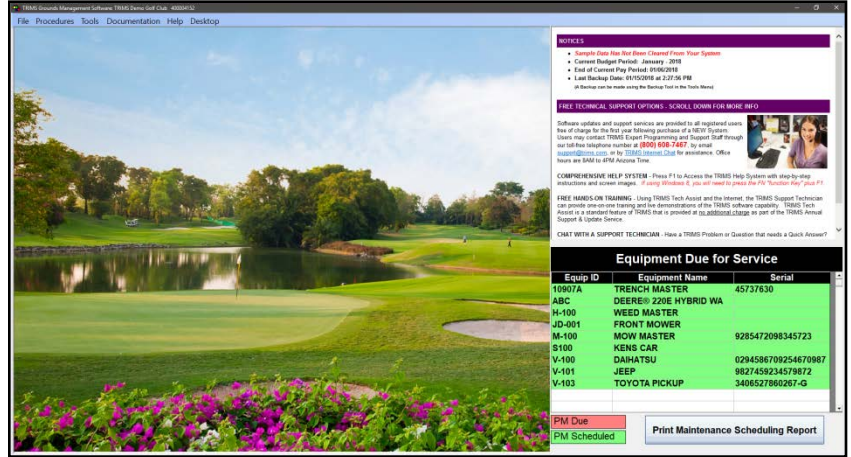 TRIMS Grounds Management Software: TRIMS Demo Golf Club 400004152
File Procedures Tools Documentation Help Desktop
NOTICES
Sample Data Has Not Been Cleared From Your System
Current Budget Period: January - 2018
End of Current Pay Period: 01/06/2018
Last Backup Date: 01/15/2018 at 2:27:56 PM
(A Backup can be made using the Backup Tool in the Tools Menu)
FREE TECHNICAL SUPPORT OPTIONS - SCROLL DOWN FOR MORE INFO
Software updates and support services are provided to all registered users
free of charge for the first year following purchase of a NEW System.
Users may contact TRIMS Expert Programming and Support Staff through
our toll-free telephone number at (800) 608-7467, by email
support@trims.com, or by TRIMS Internet Chat for assistance. Office
hours are 8AM to 4PM Arizona Time.
COMPREHENSIVE HELP SYSTEM - Press F1 to Access the TRIMS Help System with step-by-step
instructions and screen images. If using Windows 8, you will need to press the FN "function Key" plus F1.
FREE HANDS-ON TRAINING - Using TRIMS Tech Assist and the Internet, the TRIMS Support Technician
can provide one-on-one training and live demonstrations of the TRIMS software capability. TRIMS Tech
Assist is a standard feature of TRIMS that is provided at no additional charge as part of the TRIMS Annual
Support & Update Service.
CHAT WITH A SUPPORT TECHNICIAN - Have a TRIMS Problem or Question that needs a Quick Answer?
Equipment Due for Service
Equip ID Equipment Name Serial
10907A TRENCH MASTER 45737630
ABC DEERE® 220E HYBRID WA
H-100 WEED MASTER
JD-001 FRONT MOWER
M-100 MOW MASTER 9285472098345723
S100 KENS CAR
V-100 DAIHATSU 0294586709254670987
V-101 JEEP 9827459234579872
V-103 TOYOTA PICKUP 3406527860267-G
PM Due
PM Scheduled
Print Maintenance Scheduling Report